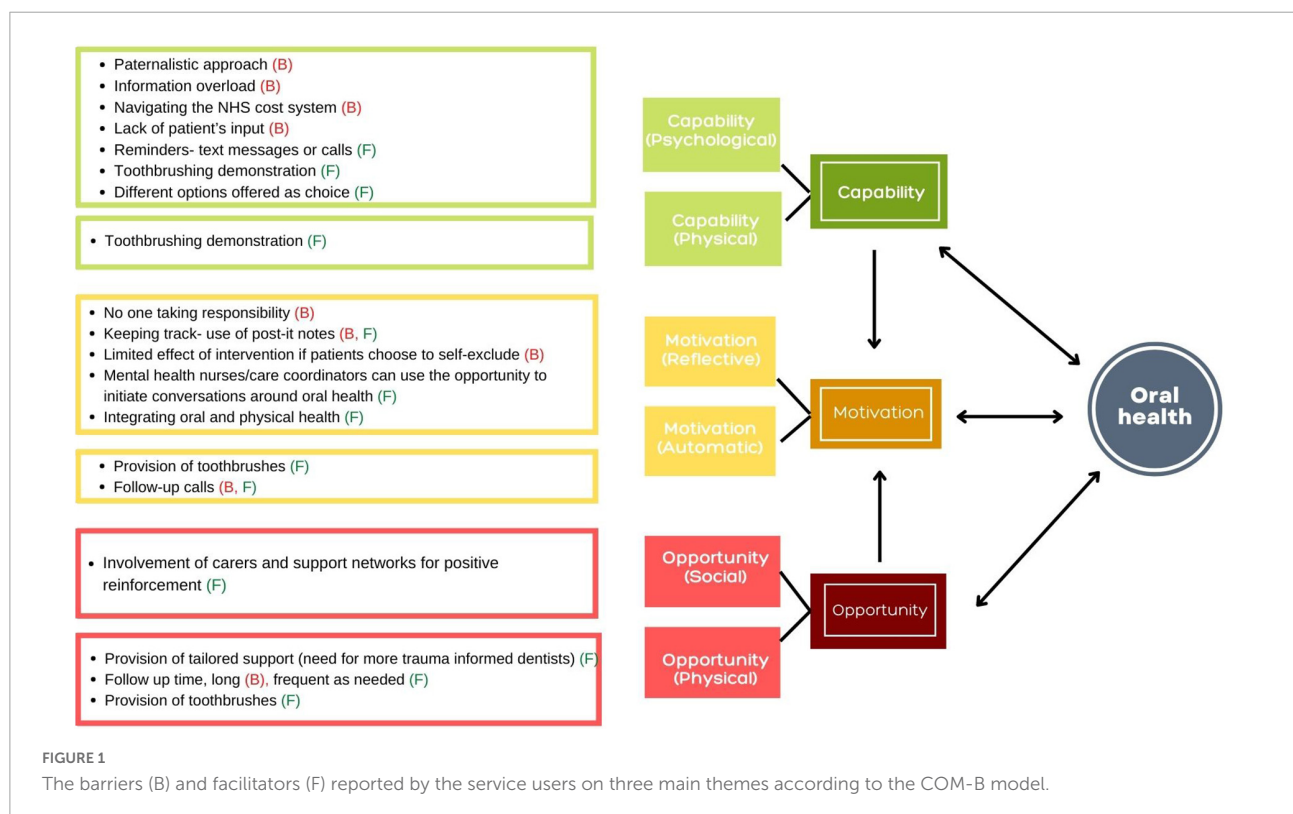 • Paternalistic approach (B)
• Information overload (B)
• Navigating the NHS cost system (B)
• Lack of patient's input (B)
• Reminders- text messages or calls (F)
• Toothbrushing demonstration (F)
• Different options offered as choice (F)
• Toothbrushing demonstration (F)
• No one taking responsibility (B)
• Keeping track- use of post-it notes (B, F)
• Limited effect of intervention if patients choose to self-exclude (B)
• Mental health nurses/care coordinators can use the opportunity to
initiate conversations around oral health (F)
• Integrating oral and physical health (F)
• Provision of toothbrushes (F)
• Follow-up calls (B, F)
• Involvement of carers and support networks for positive
reinforcement (F)
• Provision of tailored support (need for more trauma informed dentists) (F)
• Follow up time, long (B), frequent as needed (F)
• Provision of toothbrushes (F)
Capability
(Psychological)
Capability
(Physical)
Capability
Motivation
(Reflective)
Motivation
(Automatic)
Motivation
Opportunity
(Social)
Opportunity
(Physical)
Opportunity
Oral
health
FIGURE 1
The barriers (B) and facilitators (F) reported by the service users on three main themes according to the COM-B model.